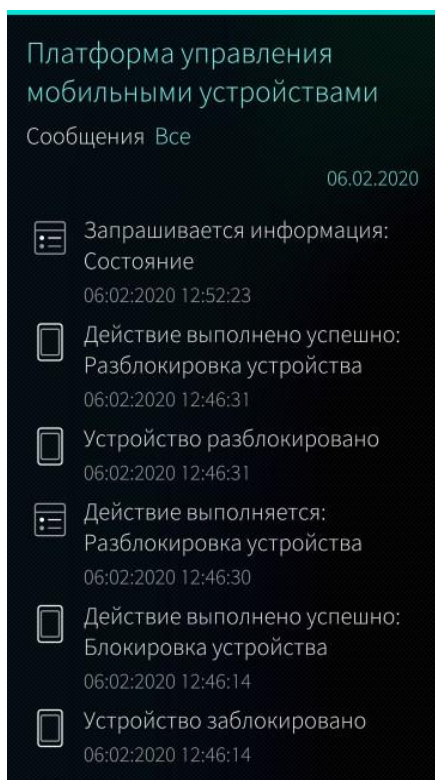 Платформа управления
мобильными устройствами
Сообщения Все
06.02.2020
Запрашивается информация:
Состояние
06:02:2020 12:52:23
Действие выполнено успешно:
Разблокировка устройства
06:02:2020 12:46:31
Устройство разблокировано
06:02:2020 12:46:31
Действие выполняется:
Разблокировка устройства
06:02:2020 12:46:30
Действие выполнено успешно:
Блокировка устройства
06:02:2020 12:46:14
Устройство заблокировано
06:02:2020 12:46:14